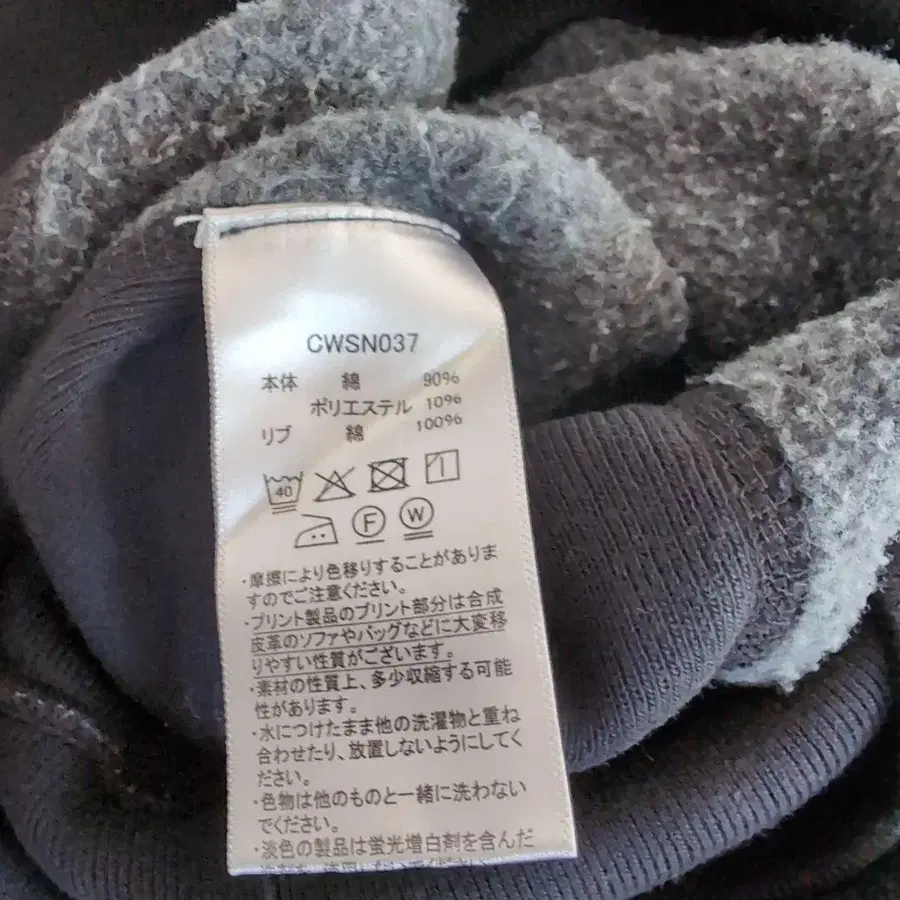 CWSN037
本体 綿 90%
ポリエステル 10%
リブ 綿 100%
40
F W
・摩擦により色移りすることがありま
すのでご注意ください。
・プリント製品のプリント部分は合成
皮革のソファやバッグなどに大変移
りやすい性質がございます。
・素材の性質上、多少収縮する可能
性があります。
・水につけたまま他の洗濯物と重ね
合わせたり、放置しないようにしてく
ださい。
・色物は他のものと一緒に洗わない
でください。
・淡色の製品は蛍光増白剤を含んだ